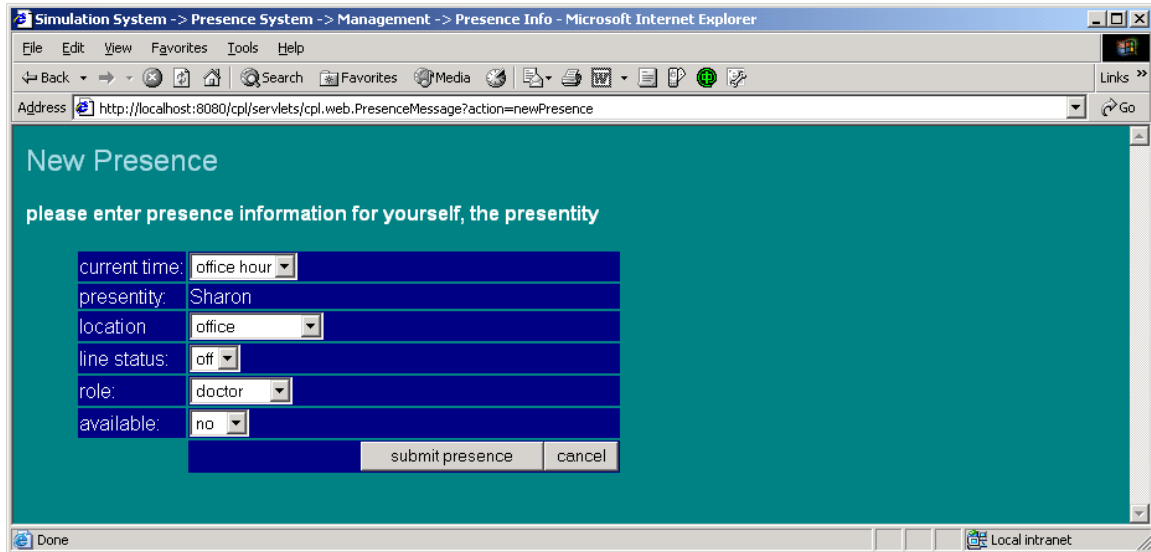 Simulation System -> Presence System -> Management -> Presence Info - Microsoft Internet Explorer
File Edit View Favorites Tools Help
Back Search Favorites Media Links »
Address http://localhost:8080/cpl/servlets/cpl.web.PresenceMessage?action=newPresence Go
New Presence
please enter presence information for yourself, the presentity
current time: office hour
presentity: Sharon
location office
line status: off
role: doctor
available: no
submit presence cancel
Done Local intranet